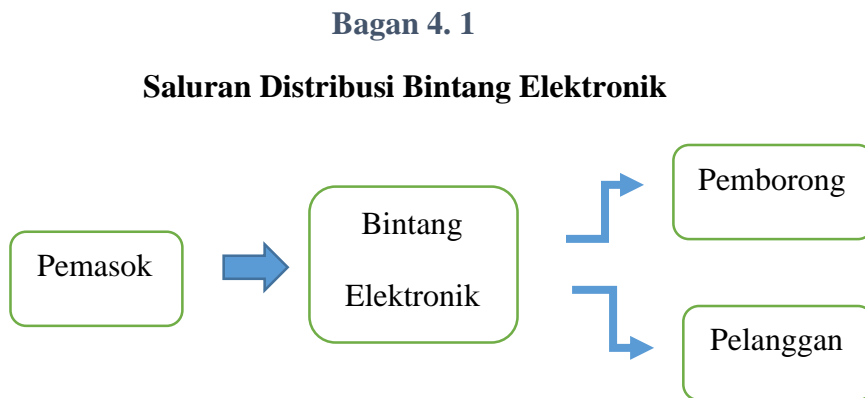 Bagan 4. 1
Saluran Distribusi Bintang Elektronik
Pemasok
Bintang
Elektronik
Pemborong
Pelanggan